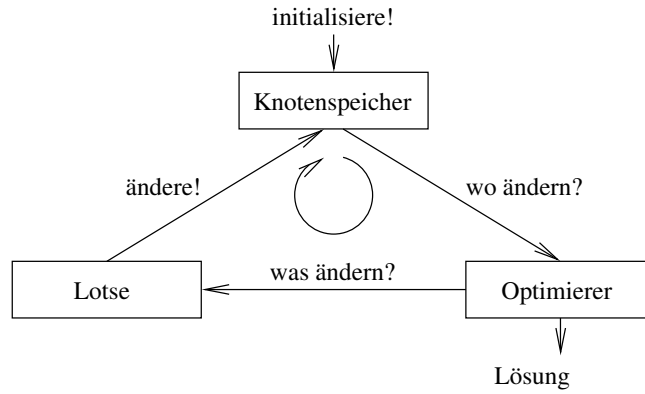 initialisiere!
Knotenspeicher
ändere!
wo ändern?
was ändern?
Lotse
Optimierer
Lösung